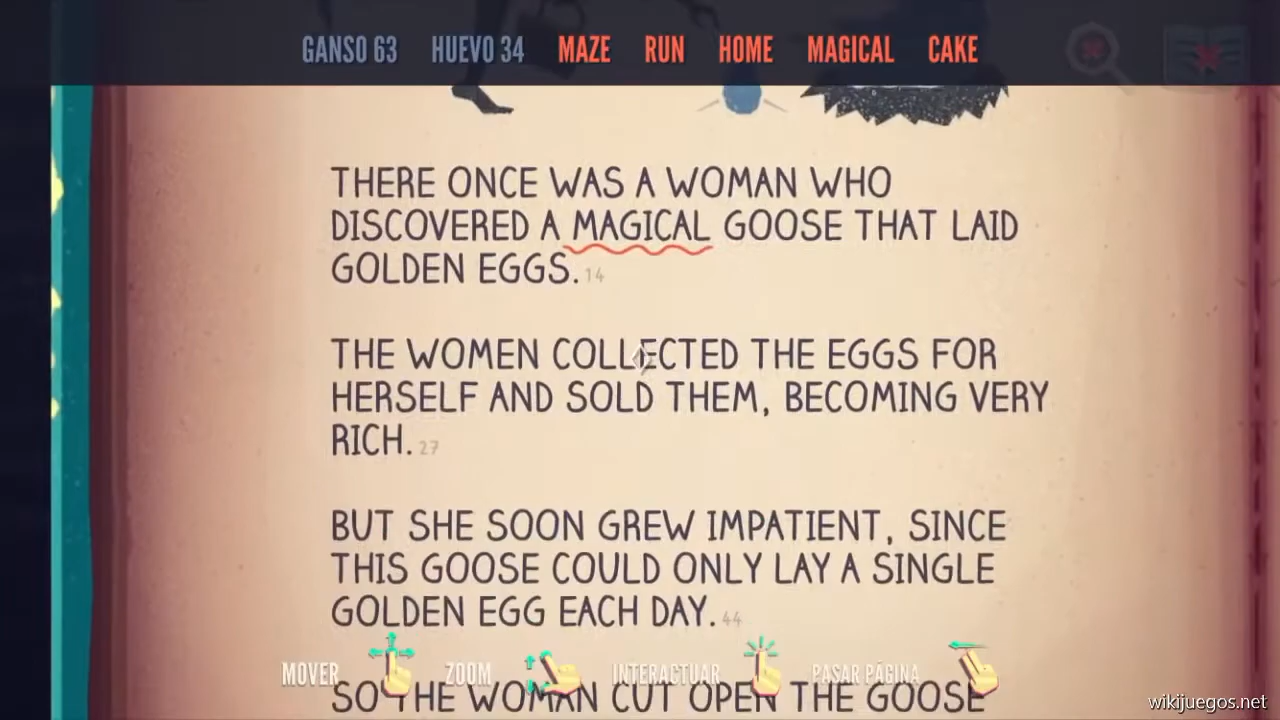 GANSO 63 HUEVO 34 MAZE RUN HOME MAGICAL CAKE
THERE ONCE WAS A WOMAN WHO
DISCOVERED A MAGICAL GOOSE THAT LAID
GOLDEN EGGS. 14
THE WOMEN COLLECTED THE EGGS FOR
HERSELF AND SOLD THEM, BECOMING VERY
RICH. 27
BUT SHE SOON GREW IMPATIENT, SINCE
THIS GOOSE COULD ONLY LAY A SINGLE
GOLDEN EGG EACH DAY. 44
MOVER ZOOM INTERACTUAR PASAR PÁGINA
SO THE WOMAN CUT OPEN THE GOOSE
wikijuegos.net